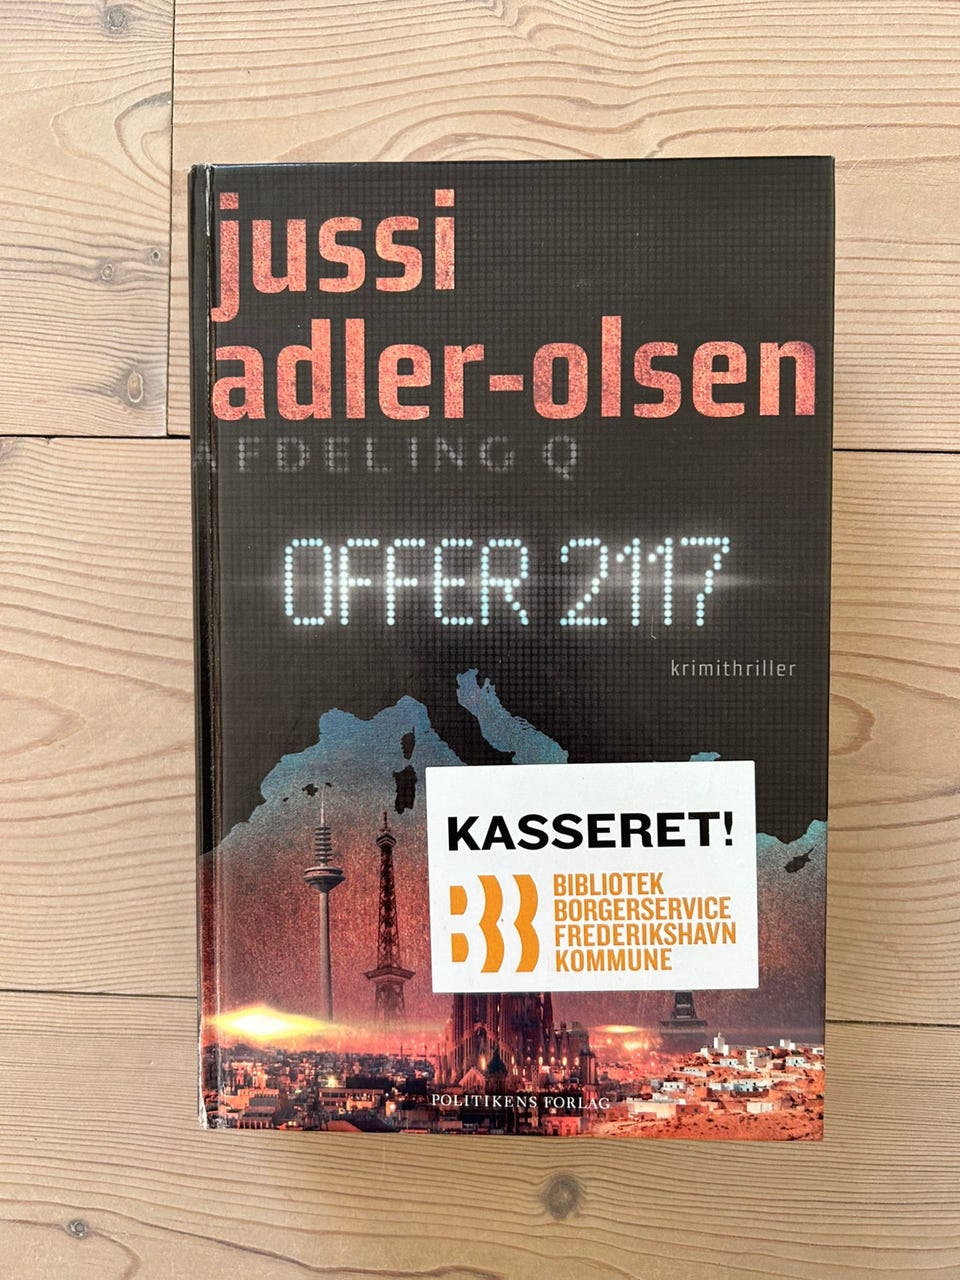 jussi
adler-olsen
AFDELING Q
OFFER 2117
krimithriller
KASSERET!
BIBLIOTEK
BORGERSERVICE
FREDERIKSHAVN
KOMMUNE
POLITIKENS FORLAG